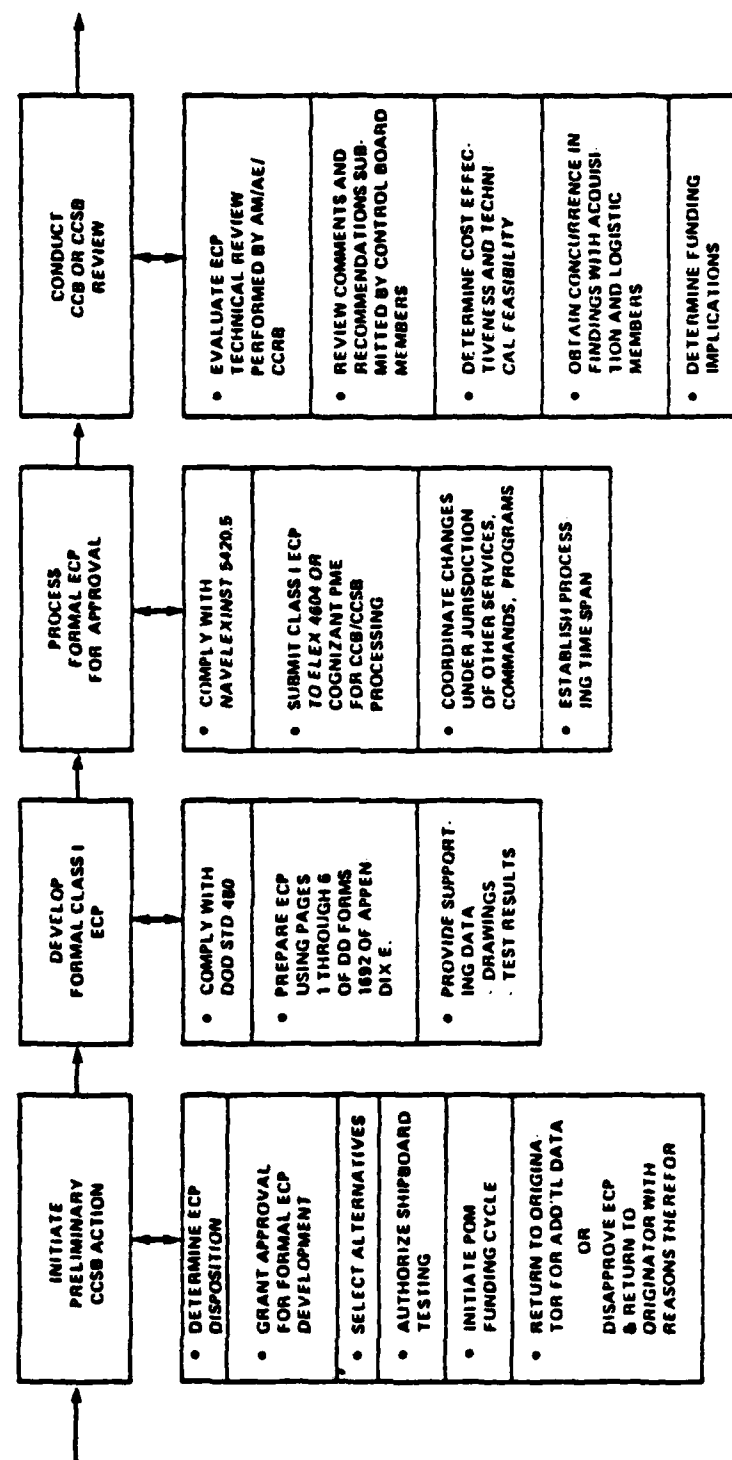 INITIATE
PRELIMINARY
CCSB ACTION
• DETERMINE ECP
DISPOSITION
• GRANT APPROVAL
FOR FORMAL ECP
DEVELOPMENT
• SELECT ALTERNATIVES
• AUTHORIZE SHIPBOARD
TESTING
• INITIATE POM
FUNDING CYCLE
• RETURN TO ORIGINA-
TOR FOR ADD'TL DATA
OR
DISAPPROVE ECP
& RETURN TO
ORIGINATOR WITH
REASONS THEREFOR
DEVELOP
FORMAL CLASS I
ECP
• COMPLY WITH
DOD STD 480
• PREPARE ECP
USING PAGES
1 THROUGH 6
OF DD FORMS
1692 OF APPEN
DIX E.
• PROVIDE SUPPORT-
ING DATA
- DRAWINGS
- TEST RESULTS
PROCESS
FORMAL ECP
FOR APPROVAL
• COMPLY WITH
NAVELEXINST 5420.5
• SUBMIT CLASS I ECP
TO ELEX 4604 OR
COGNIZANT PME
FOR CCB/CCSB
PROCESSING
• COORDINATE CHANGES
UNDER JURISDICTION
OF OTHER SERVICES,
COMMANDS, PROGRAMS
• ESTABLISH PROCESS
ING TIME SPAN
CONDUCT
CCB OR CCSB
REVIEW
• EVALUATE ECP
TECHNICAL REVIEW
PERFORMED BY AM/AE/
CCRB
• REVIEW COMMENTS AND
RECOMMENDATIONS SUB-
MITTED BY CONTROL BOARD
MEMBERS
• DETERMINE COST EFFEC-
TIVENESS AND TECHNI
CAL FEASIBILITY
• OBTAIN CONCURRENCE IN
FINDINGS WITH ACQUISI-
TION AND LOGISTIC
MEMBERS
• DETERMINE FUNDING
IMPLICATIONS